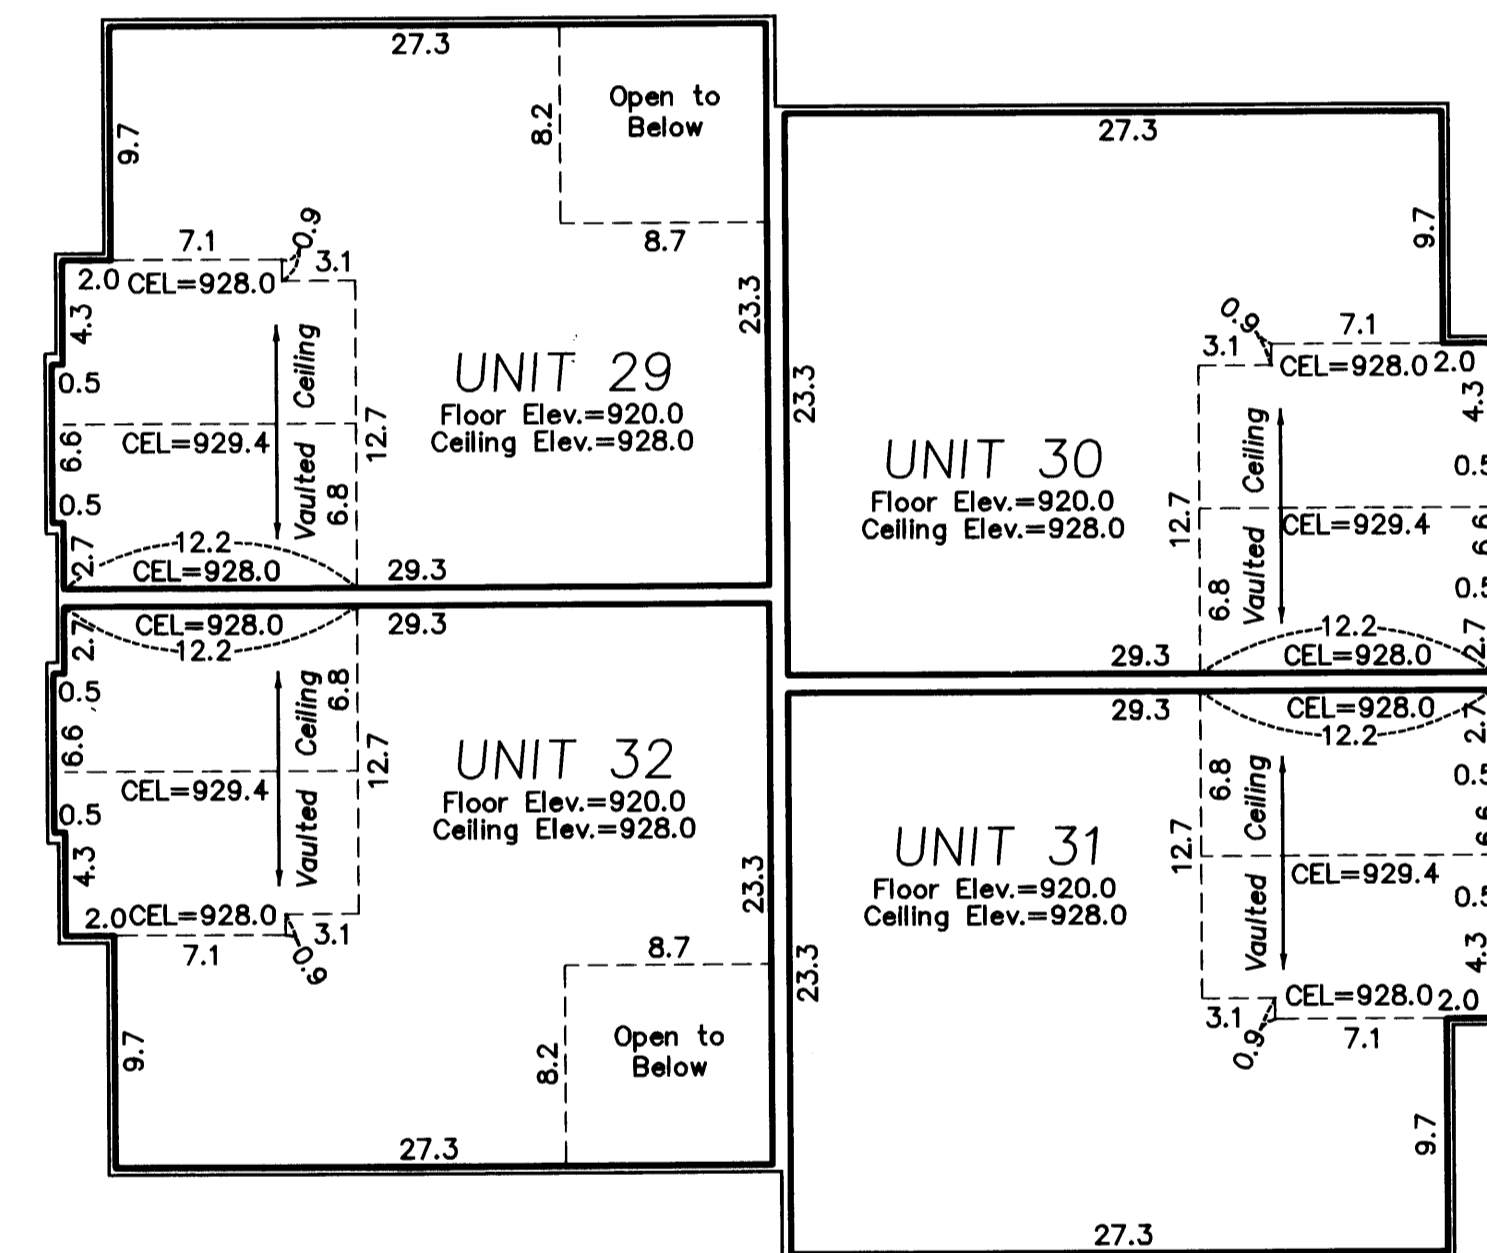 27.3
9.7
8.2
Open to
Below
8.7
7.1
0.9
3.1
2.0 CEL=928.0
4.3
0.5
6.6
0.5
2.7
CEL=929.4
Vaulted Ceiling
12.7
6.8
12.2
CEL=928.0
29.3
23.3
UNIT 29
Floor Elev.=920.0
Ceiling Elev.=928.0
27.3
9.7
23.3
0.9
7.1
3.1
CEL=928.0 2.0
4.3
UNIT 30
Floor Elev.=920.0
Ceiling Elev.=928.0
12.7
6.8
Vaulted Ceiling
CEL=929.4
0.5
6.6
0.5
2.7
12.2
CEL=928.0
29.3
CEL=928.0
12.2
29.3
2.7
0.5
6.6
0.5
4.3
6.8
Vaulted Ceiling
12.7
CEL=929.4
UNIT 32
Floor Elev.=920.0
Ceiling Elev.=928.0
23.3
2.0 CEL=928.0
7.1
0.9
3.1
8.7
8.2
Open to
Below
9.7
27.3
29.3
CEL=928.0
12.2
2.7
0.5
6.6
0.5
4.3
6.8
Vaulted Ceiling
12.7
CEL=929.4
UNIT 31
Floor Elev.=920.0
Ceiling Elev.=928.0
23.3
CEL=928.0 2.0
3.1
0.9
7.1
9.7
27.3